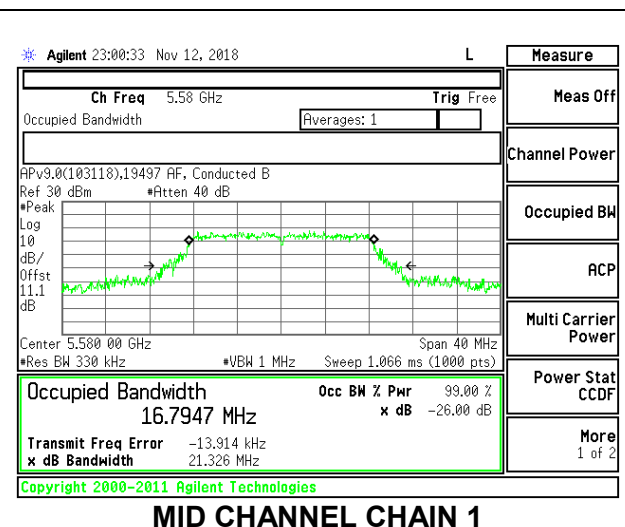 Agilent 23:00:33 Nov 12, 2018 L
Measure
Ch Freq 5.58 GHz Trig Free
Meas Off
Occupied Bandwidth Averages: 1
Channel Power
APv9.0(103118),19497 AF, Conducted B
Ref 30 dBm #Atten 40 dB
#Peak
Log
10
dB/
Offst
11.1
dB
Occupied BW
ACP
Center 5.580 00 GHz Span 40 MHz
#Res BW 330 kHz #VBW 1 MHz Sweep 1.066 ms (1000 pts)
Multi Carrier
Power
Occupied Bandwidth Occ BW % Pwr 99.00 %
16.7947 MHz x dB -26.00 dB
Transmit Freq Error -13.914 kHz
x dB Bandwidth 21.326 MHz
Power Stat
CCDF
More
1 of 2
Copyright 2000-2011 Agilent Technologies
MID CHANNEL CHAIN 1